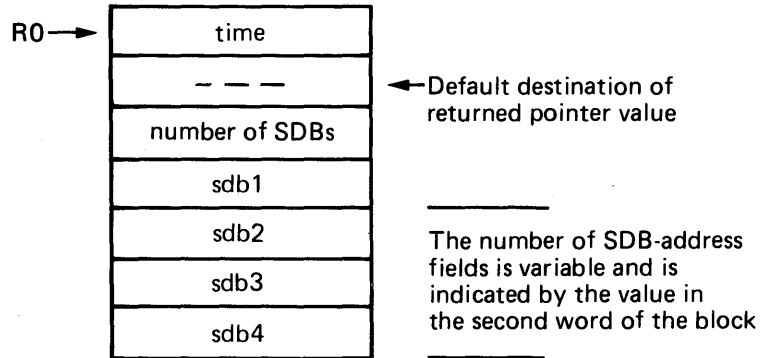 R0
time
– – –
Default destination of
returned pointer value
number of SDBs
sdb1
sdb2
sdb3
sdb4
The number of SDB-address
fields is variable and is
indicated by the value in
the second word of the block